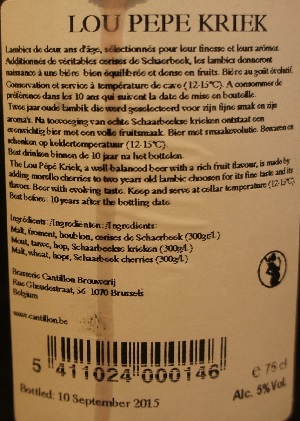 LOU PEPE KRIEK
Lambics de deux ans d'âge, sélectionnés pour leur finesse et leurs arômes.
Additionnés de véritables cerises de Schaerbeek, les lambics donneront
naissance à une bière bien équilibrée et dense en fruits. Bière au goût évolutif.
Conservation et service à température de cave (12-15°C). A consommer de
préférence dans les 10 ans qui suivent la date de mise en bouteille.
Twee jaar oude lambik die werd geselecteerd voor zijn fijne smaak en zijn
aroma's. Na toevoeging van echte Schaarbeekse krieken ontstaat een
evenwichtig bier met een volle fruitsmaak. Bier met smaakevolutie. Bewaren en
schenken op keldertemperatuur (12-15°C).
Best drinken binnen de 10 jaar na het bottelen.
The Lou Pépé Kriek, a well-balanced beer with a rich fruit flavour, is made by
adding morello cherries to two years old lambic choosen for its fine taste and its
flavour. Beer with evolving taste. Keep and serve at cellar temperature (12-15°C).
Best before: 10 years after the bottling date.
Ingrédients: /Ingrediënten: /Ingredients:
Malt, froment, houblon, cerises de Schaerbeek (300g/l.)
Mout, tarwe, hop, Schaarbeekse krieken (300g/l.)
Malt, wheat, hops, Schaerbeek cherries (300g/l.)
Brasserie Cantillon Brouwerij
Rue Gheudestraat, 56 1070 Brussels
Belgium
www.cantillon.be
5 411024 000146
e 75 cl
Alc. 5% Vol.
Bottled: 10 September 2015